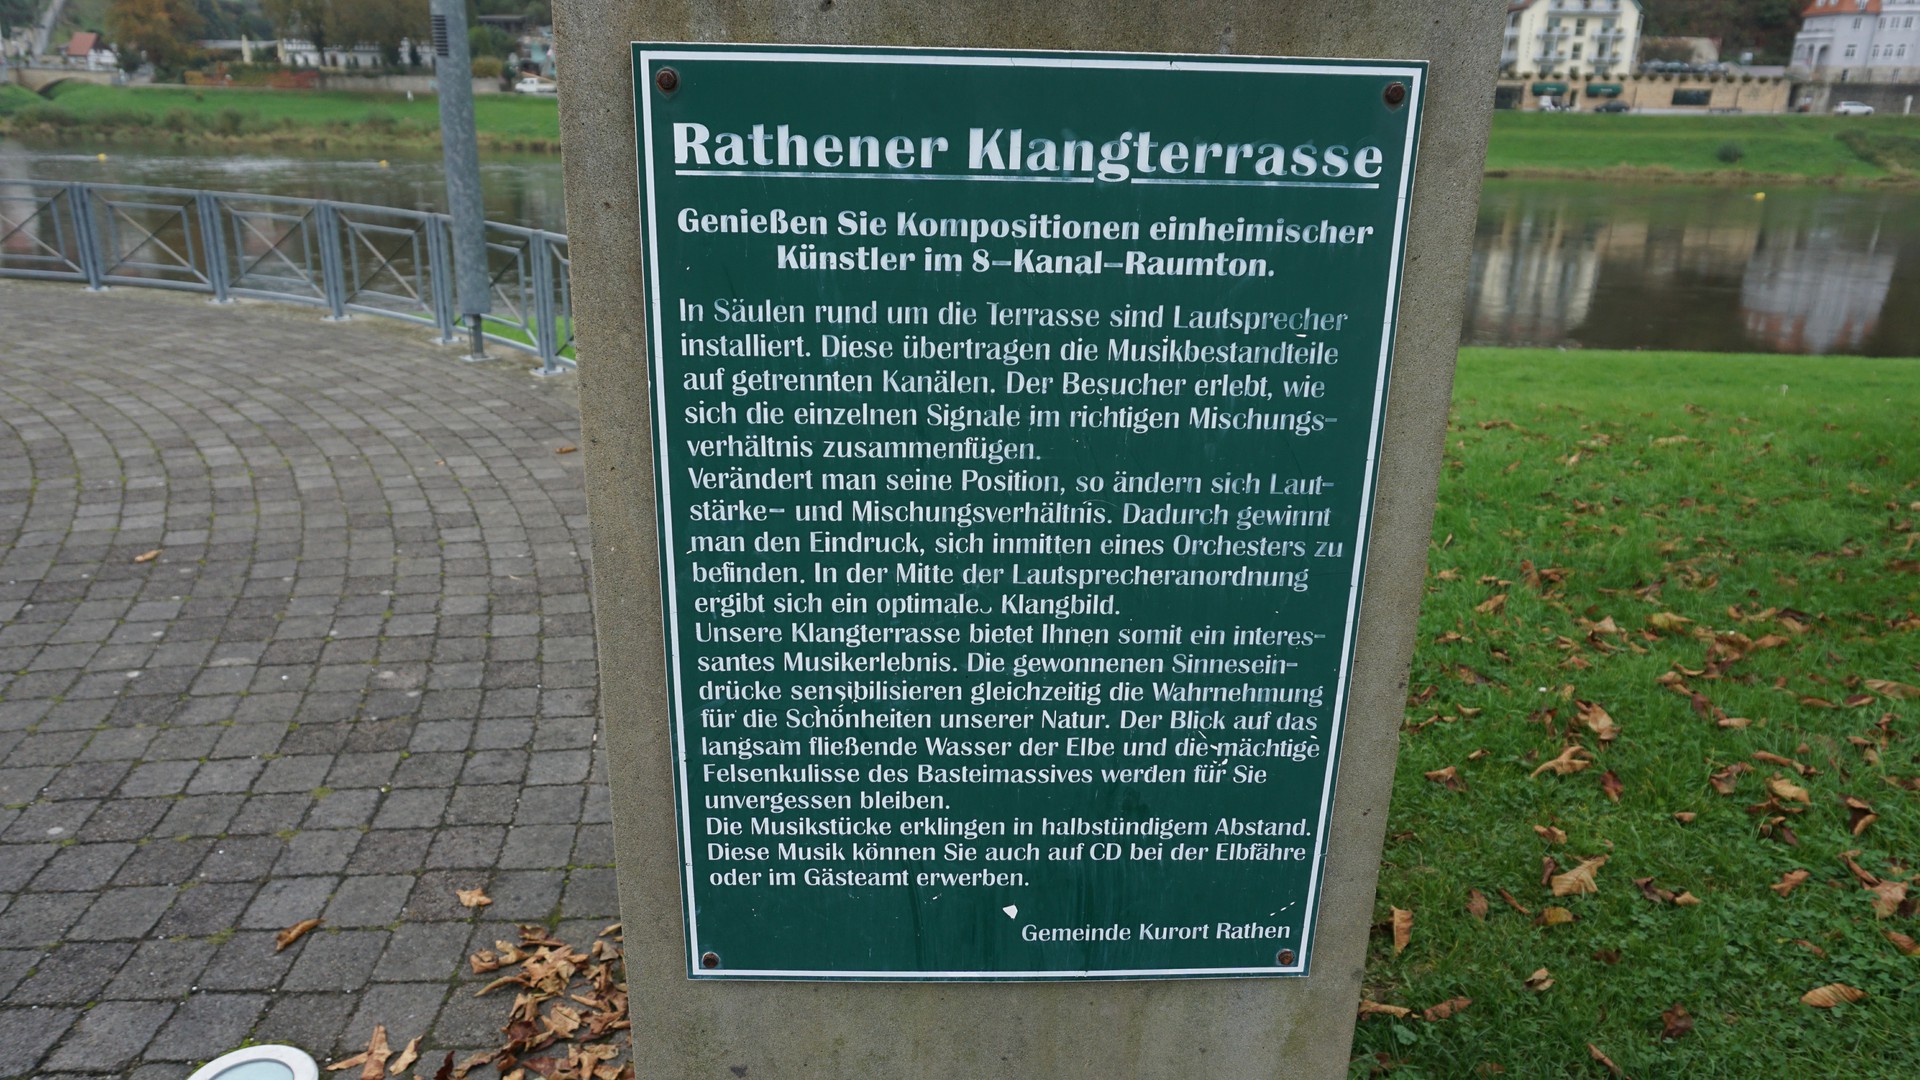 Rathener Klangterrasse
Genießen Sie Kompositionen einheimischer
Künstler im 8-Kanal-Raumton.
In Säulen rund um die Terrasse sind Lautsprecher
installiert. Diese übertragen die Musikbestandteile
auf getrennten Kanälen. Der Besucher erlebt, wie
sich die einzelnen Signale im richtigen Mischungs-
verhältnis zusammenfügen.
Verändert man seine Position, so ändern sich Laut-
stärke- und Mischungsverhältnis. Dadurch gewinnt
man den Eindruck, sich inmitten eines Orchesters zu
befinden. In der Mitte der Lautsprecheranordnung
ergibt sich ein optimales Klangbild.
Unsere Klangterrasse bietet Ihnen somit ein interes-
santes Musikerlebnis. Die gewonnenen Sinnesein-
drücke sensibilisieren gleichzeitig die Wahrnehmung
für die Schönheiten unserer Natur. Der Blick auf das
langsam fließende Wasser der Elbe und die mächtige
Felsenkulisse des Basteimassives werden für Sie
unvergessen bleiben.
Die Musikstücke erklingen in halbstündigem Abstand.
Diese Musik können Sie auch auf CD bei der Elbfähre
oder im Gästeamt erwerben.
Gemeinde Kurort Rathen